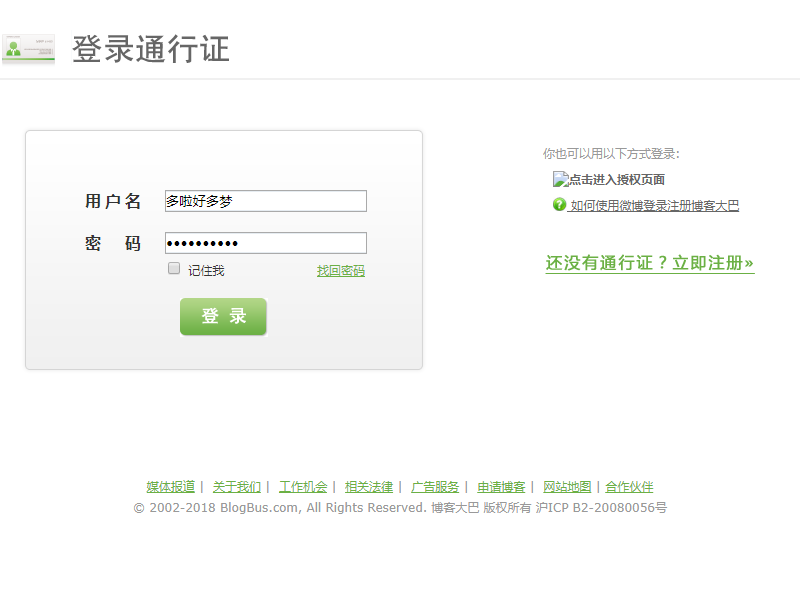 登录通行证
用户名 多啦好多梦
密 码 ••••••••••
记住我 找回密码
登 录
你也可以用以下方式登录:
点击进入授权页面
如何使用微博登录注册博客大巴
还没有通行证？立即注册»
媒体报道 | 关于我们 | 工作机会 | 相关法律 | 广告服务 | 申请博客 | 网站地图 | 合作伙伴
© 2002-2018 BlogBus.com, All Rights Reserved. 博客大巴 版权所有 沪ICP B2-20080056号